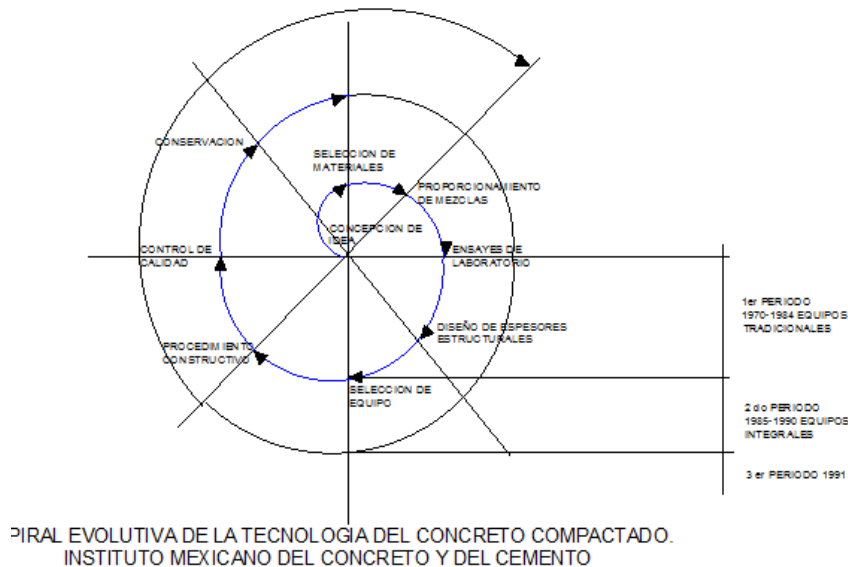 CONSERVACION
SELECCION DE
MATERIALES
PROPORCIONAMIENTO
DE MEZCLAS
CONCEPCION DE
IDEA
CONTROL DE
CALIDAD
ENSAYES DE
LABORATORIO
1er PERIODO
1970-1984 EQUIPOS
TRADICIONALES
DISEÑO DE ESPESORES
ESTRUCTURALES
PROCEDIMIENTO
CONSTRUCTIVO
SELECCION DE
EQUIPO
2do PERIODO
1985-1990 EQUIPOS
INTEGRALES
3 er PERIODO 1991
PIRAL EVOLUTIVA DE LA TECNOLOGIA DEL CONCRETO COMPACTADO.
INSTITUTO MEXICANO DEL CONCRETO Y DEL CEMENTO